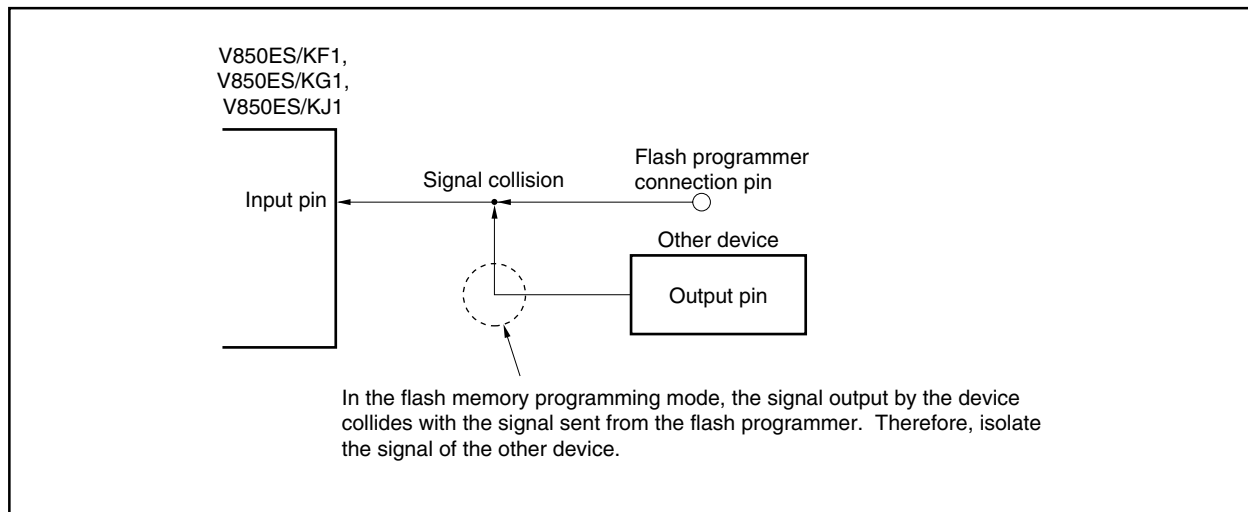 V850ES/KF1,
V850ES/KG1,
V850ES/KJ1
Input pin
Signal collision
Flash programmer
connection pin
Other device
Output pin
In the flash memory programming mode, the signal output by the device
collides with the signal sent from the flash programmer.  Therefore, isolate
the signal of the other device.